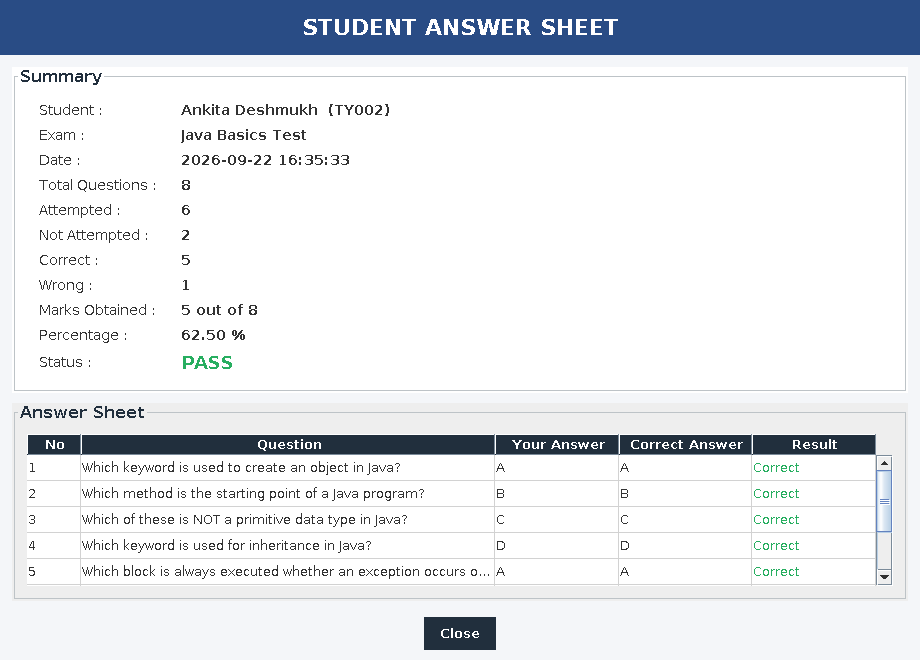 STUDENT ANSWER SHEET
Summary
Student : Ankita Deshmukh (TY002)
Exam : Java Basics Test
Date : 2026-09-22 16:35:33
Total Questions : 8
Attempted : 6
Not Attempted : 2
Correct : 5
Wrong : 1
Marks Obtained : 5 out of 8
Percentage : 62.50 %
Status : PASS
Answer Sheet
No Question Your Answer Correct Answer Result
1 Which keyword is used to create an object in Java? A A Correct
2 Which method is the starting point of a Java program? B B Correct
3 Which of these is NOT a primitive data type in Java? C C Correct
4 Which keyword is used for inheritance in Java? D D Correct
5 Which block is always executed whether an exception occurs o... A A Correct
Close